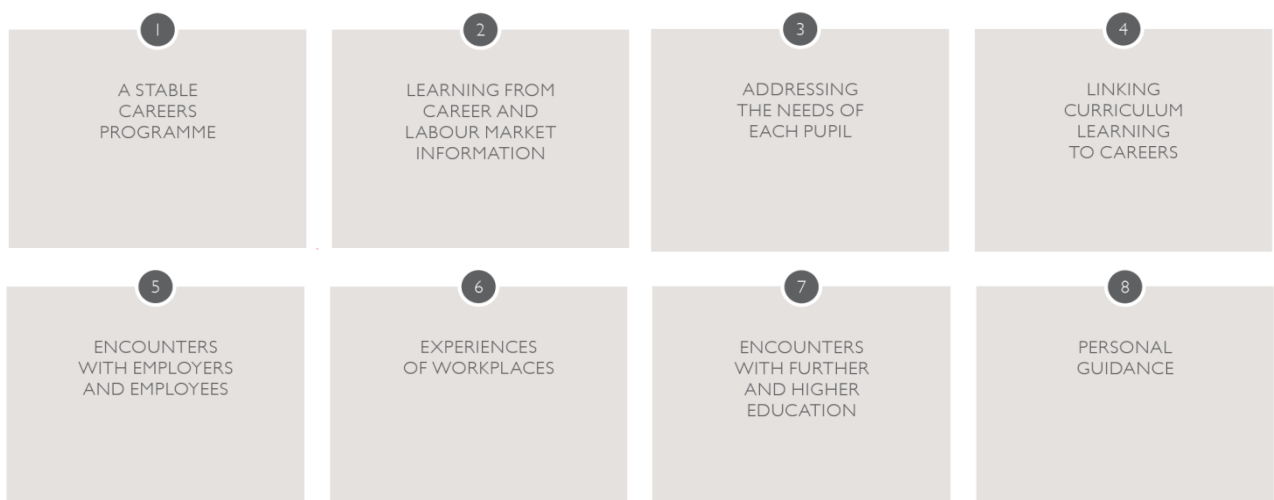 1
A STABLE
CAREERS
PROGRAMME
2
LEARNING FROM
CAREER AND
LABOUR MARKET
INFORMATION
3
ADDRESSING
THE NEEDS OF
EACH PUPIL
4
LINKING
CURRICULUM
LEARNING
TO CAREERS
5
ENCOUNTERS
WITH EMPLOYERS
AND EMPLOYEES
6
EXPERIENCES
OF WORKPLACES
7
ENCOUNTERS
WITH FURTHER
AND HIGHER
EDUCATION
8
PERSONAL
GUIDANCE